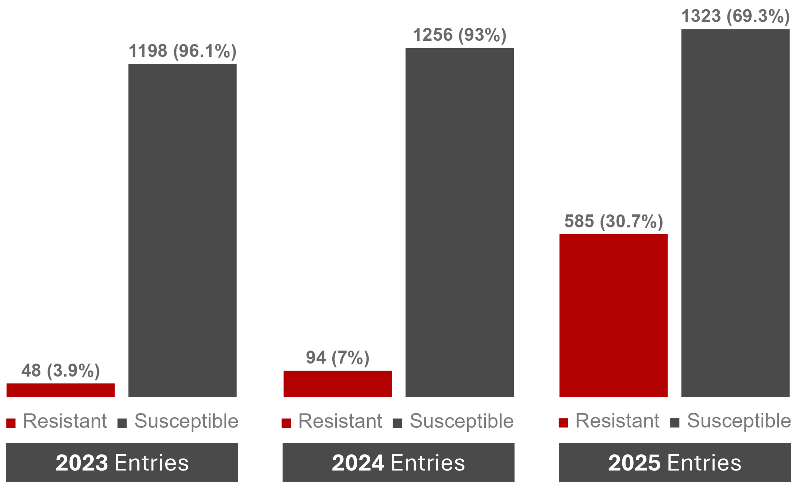 1198 (96.1%)
48 (3.9%)
Resistant Susceptible
2023 Entries
1256 (93%)
94 (7%)
Resistant Susceptible
2024 Entries
1323 (69.3%)
585 (30.7%)
Resistant Susceptible
2025 Entries